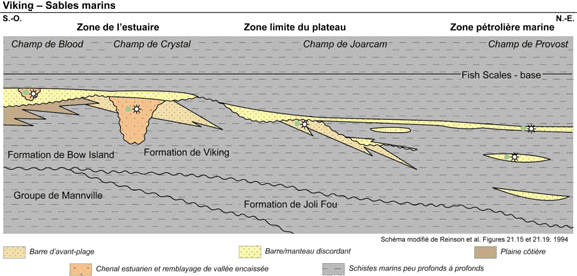 Viking – Sables marins
S.-O. N.-E.
Zone de l'estuaire Zone limite du plateau Zone pétrolière marine
Champ de Blood Champ de Crystal Champ de Joarcam Champ de Provost
Fish Scales - base
Formation de Bow Island Formation de Viking
Groupe de Mannville
Formation de Joli Fou
Schéma modifié de Reinson et al. Figures 21.15 et 21.19. 1994
Barre d'avant-plage Barre/manteau discordant Plaine côtière
Chenal estuarien et remblayage de vallée encaissée Schistes marins peu profonds à profonds